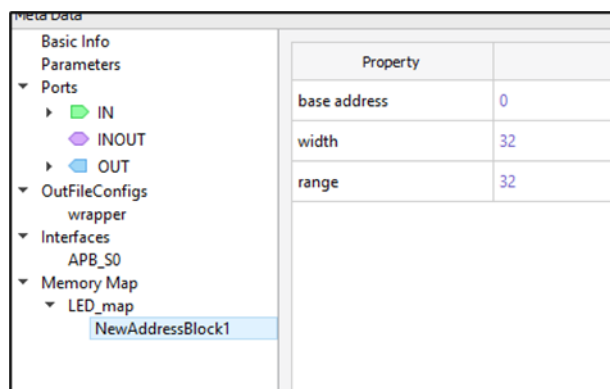 Meta Data
Basic Info
Parameters
Ports
IN
INOUT
OUT
OutFileConfigs
wrapper
Interfaces
APB_S0
Memory Map
LED_map
NewAddressBlock1
Property
base address 0
width 32
range 32